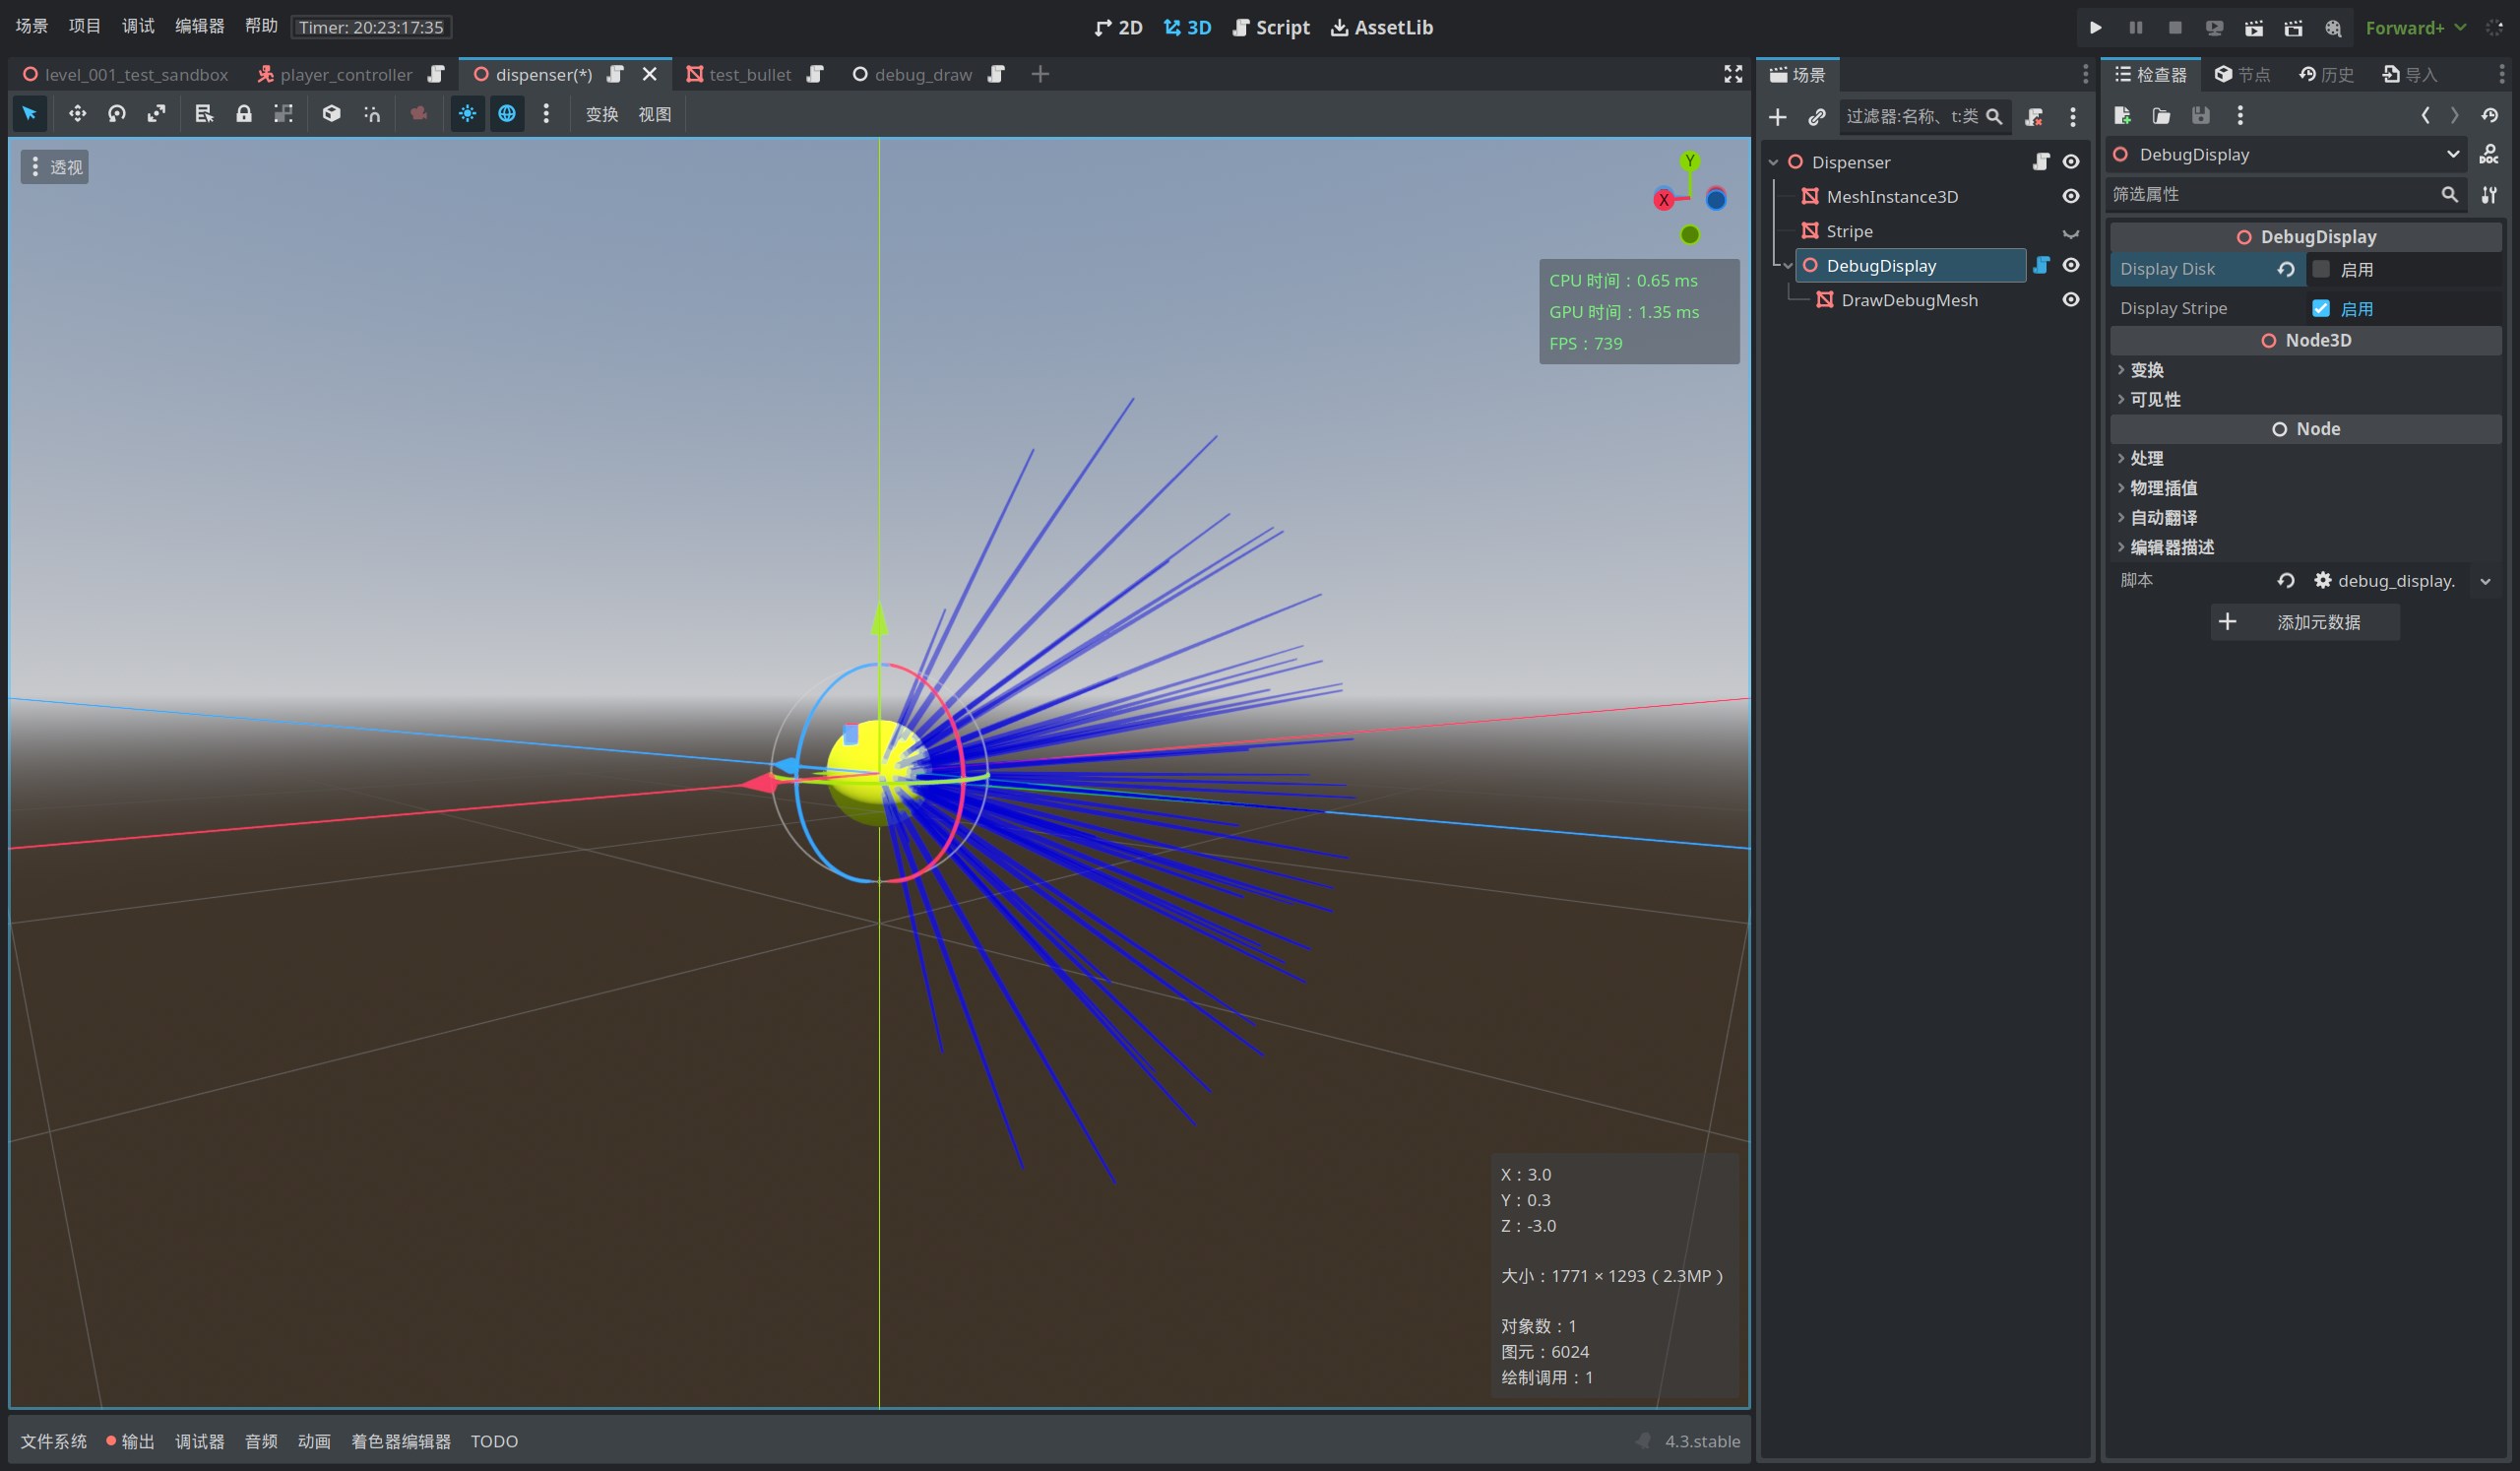 场景 项目 调试 编辑器 帮助 Timer: 20:23:17:35 2D 3D Script AssetLib Forward+
level_001_test_sandbox player_controller dispenser(*) test_bullet debug_draw
变换 视图
透视
Y
X
CPU 时间：0.65 ms
GPU 时间：1.35 ms
FPS：739
X：3.0
Y：0.3
Z：-3.0
大小：1771 × 1293（2.3MP）
对象数：1
图元：6024
绘制调用：1
文件系统 输出 调试器 音频 动画 着色器编辑器 TODO 4.3.stable
场景
过滤器:名称、t:类
Dispenser
MeshInstance3D
Stripe
DebugDisplay
DrawDebugMesh
检查器 节点 历史 导入
DebugDisplay DOC
筛选属性
DebugDisplay
Display Disk 启用
Display Stripe 启用
Node3D
变换
可见性
Node
处理
物理插值
自动翻译
编辑器描述
脚本 debug_display.
添加元数据